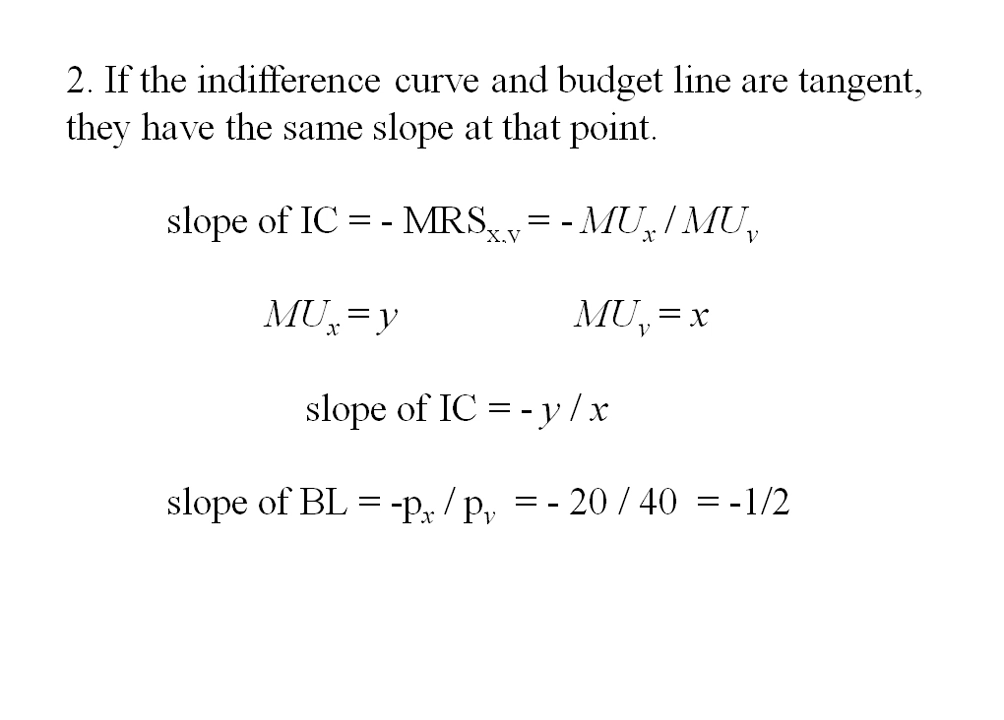 2. If the indifference curve and budget line are tangent,
they have the same slope at that point.
slope of IC = - MRSx,y = - MUx / MUy
MUx = y MUy = x
slope of IC = - y / x
slope of BL = -px / py = - 20 / 40 = -1/2